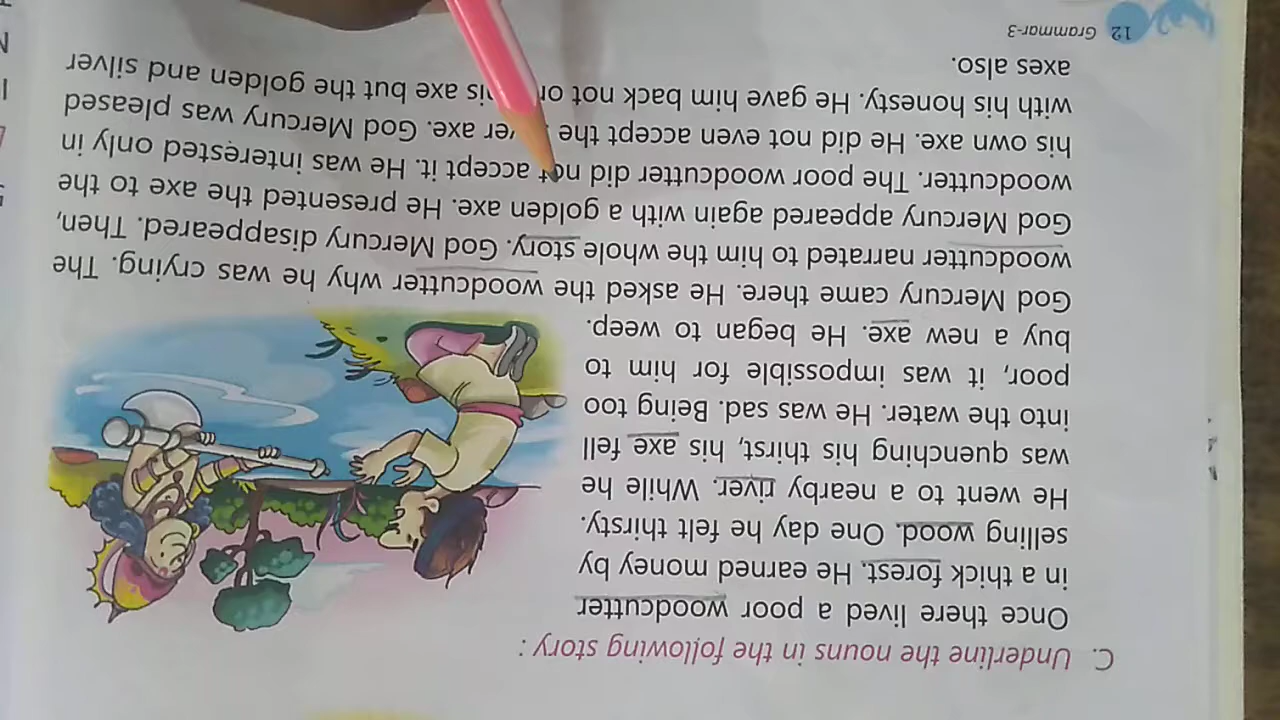 C. Underline the nouns in the following story :
Once there lived a poor woodcutter
in a thick forest. He earned money by
selling wood. One day he felt thirsty.
He went to a nearby river. While he
was quenching his thirst, his axe fell
into the water. He was sad. Being too
poor, it was impossible for him to
buy a new axe. He began to weep.
God Mercury came there. He asked the woodcutter why he was crying. The
woodcutter narrated to him the whole story. God Mercury disappeared. Then,
God Mercury appeared again with a golden axe. He presented the axe to the
woodcutter. The poor woodcutter did not accept it. He was interested only in
his own axe. He did not even accept the axe. God Mercury was pleased
with his honesty. He gave him back not his axe but the golden and silver
axes also.
12 Grammar-3